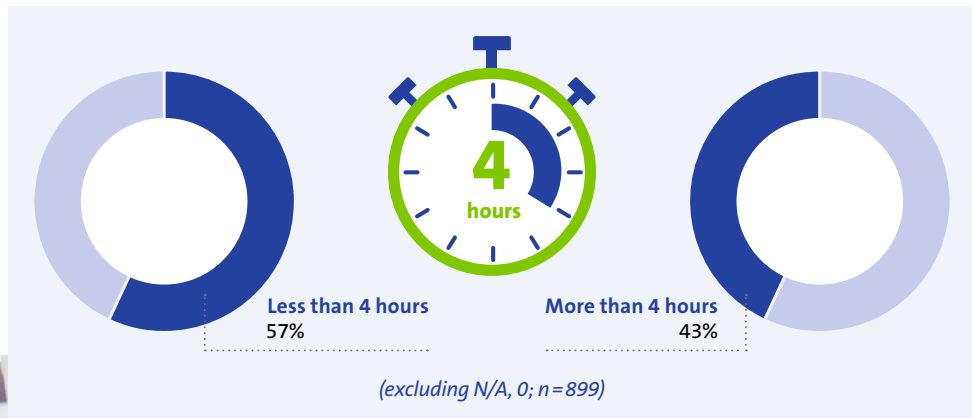 4
hours
Less than 4 hours
57%
More than 4 hours
43%
(excluding N/A, 0; n=899)